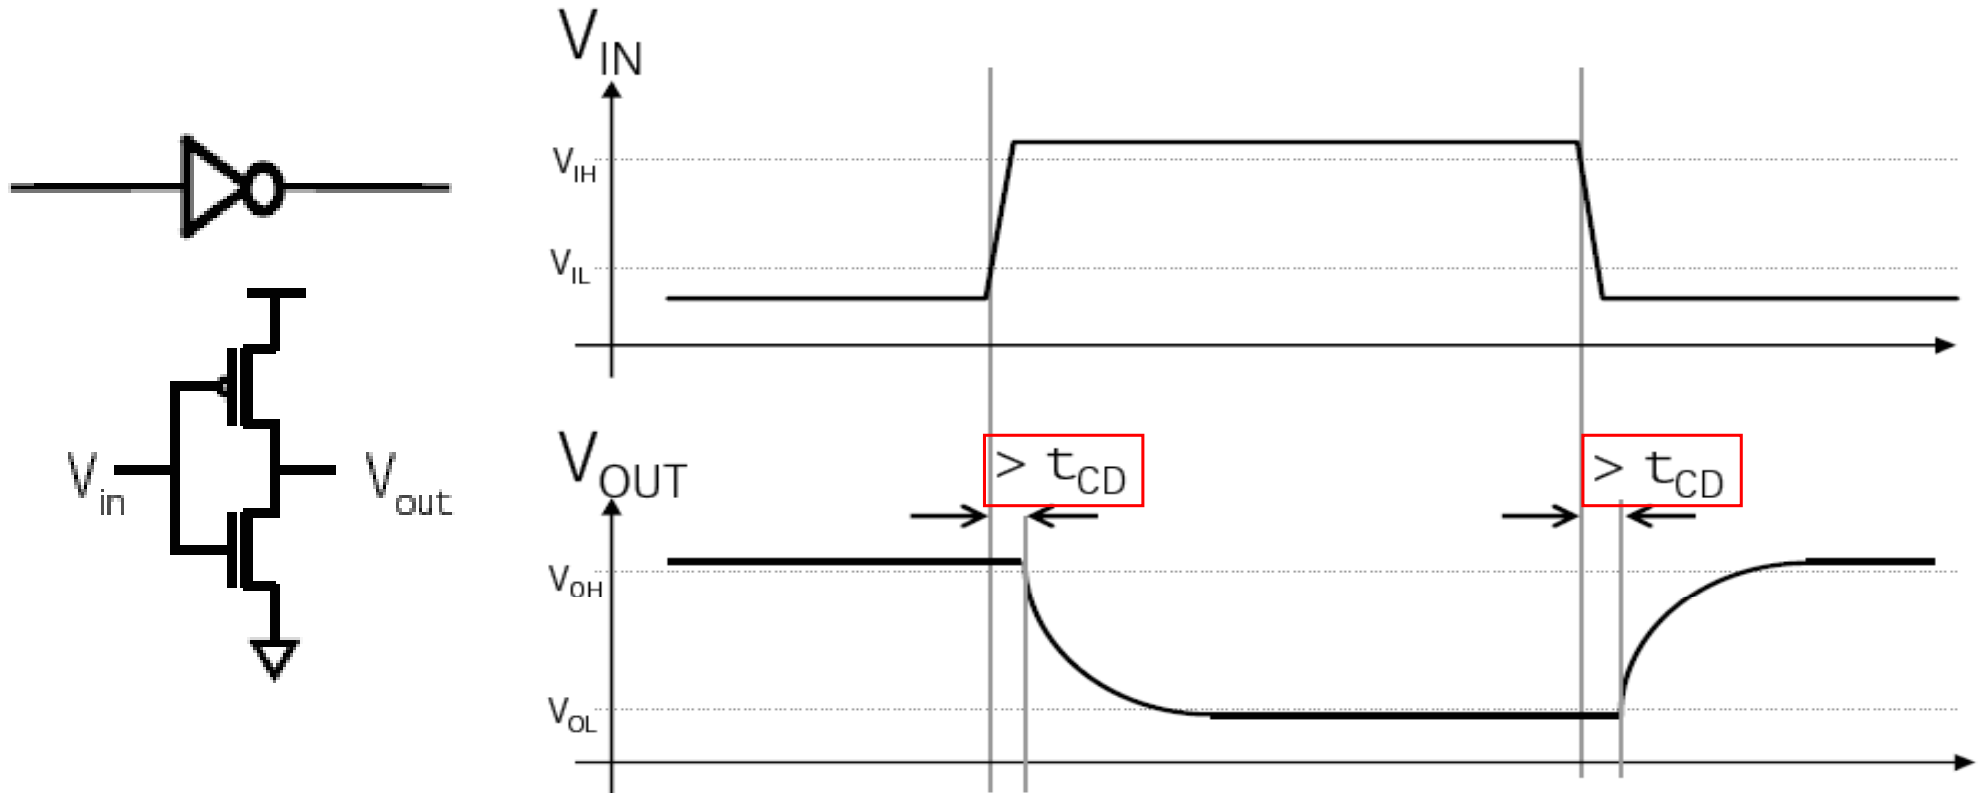 V_IN
V_IH
V_IL
> t_CD
> t_CD
V_OUT
V_in
V_out
V_OH
V_OL